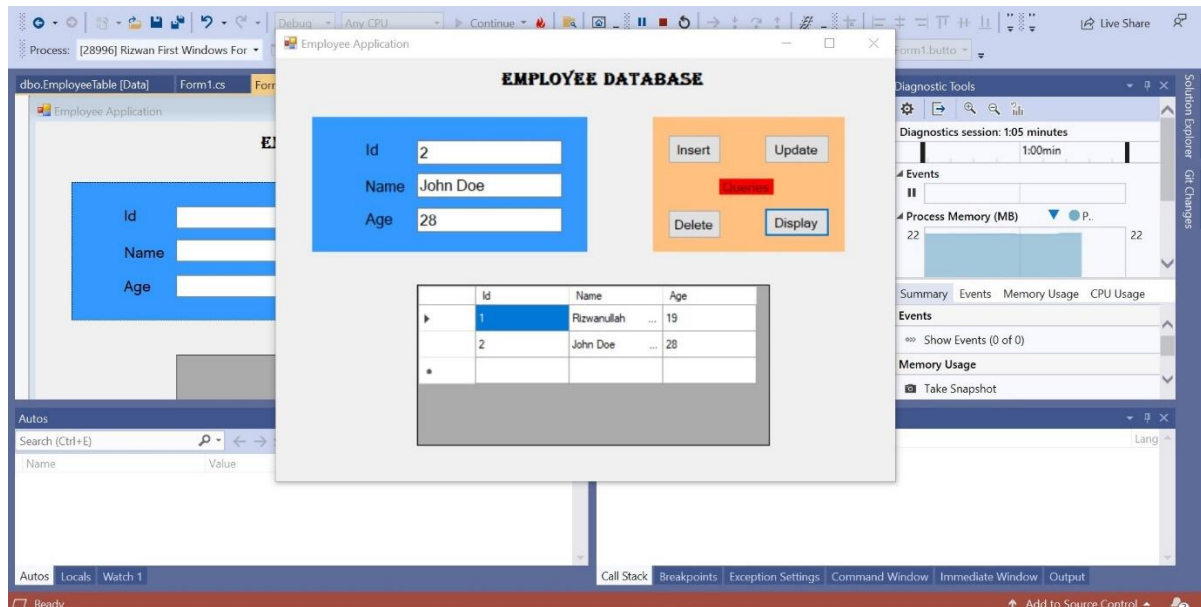 Debug Any CPU Continue Live Share
Process: [28996] Rizwan First Windows For
Form1.butto
dbo.EmployeeTable [Data] Form1.cs Forr
Employee Application
Id
Name
Age
Employee Application
EMPLOYEE DATABASE
Id 2
Name John Doe
Age 28
Insert Update
Queries
Delete Display
Id Name Age
1 Rizwanullah ... 19
2 John Doe ... 28
Diagnostic Tools
Diagnostics session: 1:05 minutes
1:00min
Events
Process Memory (MB) P..
22 22
Summary Events Memory Usage CPU Usage
Events
Show Events (0 of 0)
Memory Usage
Take Snapshot
Solution Explorer Git Changes
Autos
Search (Ctrl+E)
Name Value
Lang
Autos Locals Watch 1
Call Stack Breakpoints Exception Settings Command Window Immediate Window Output
Ready Add to Source Control